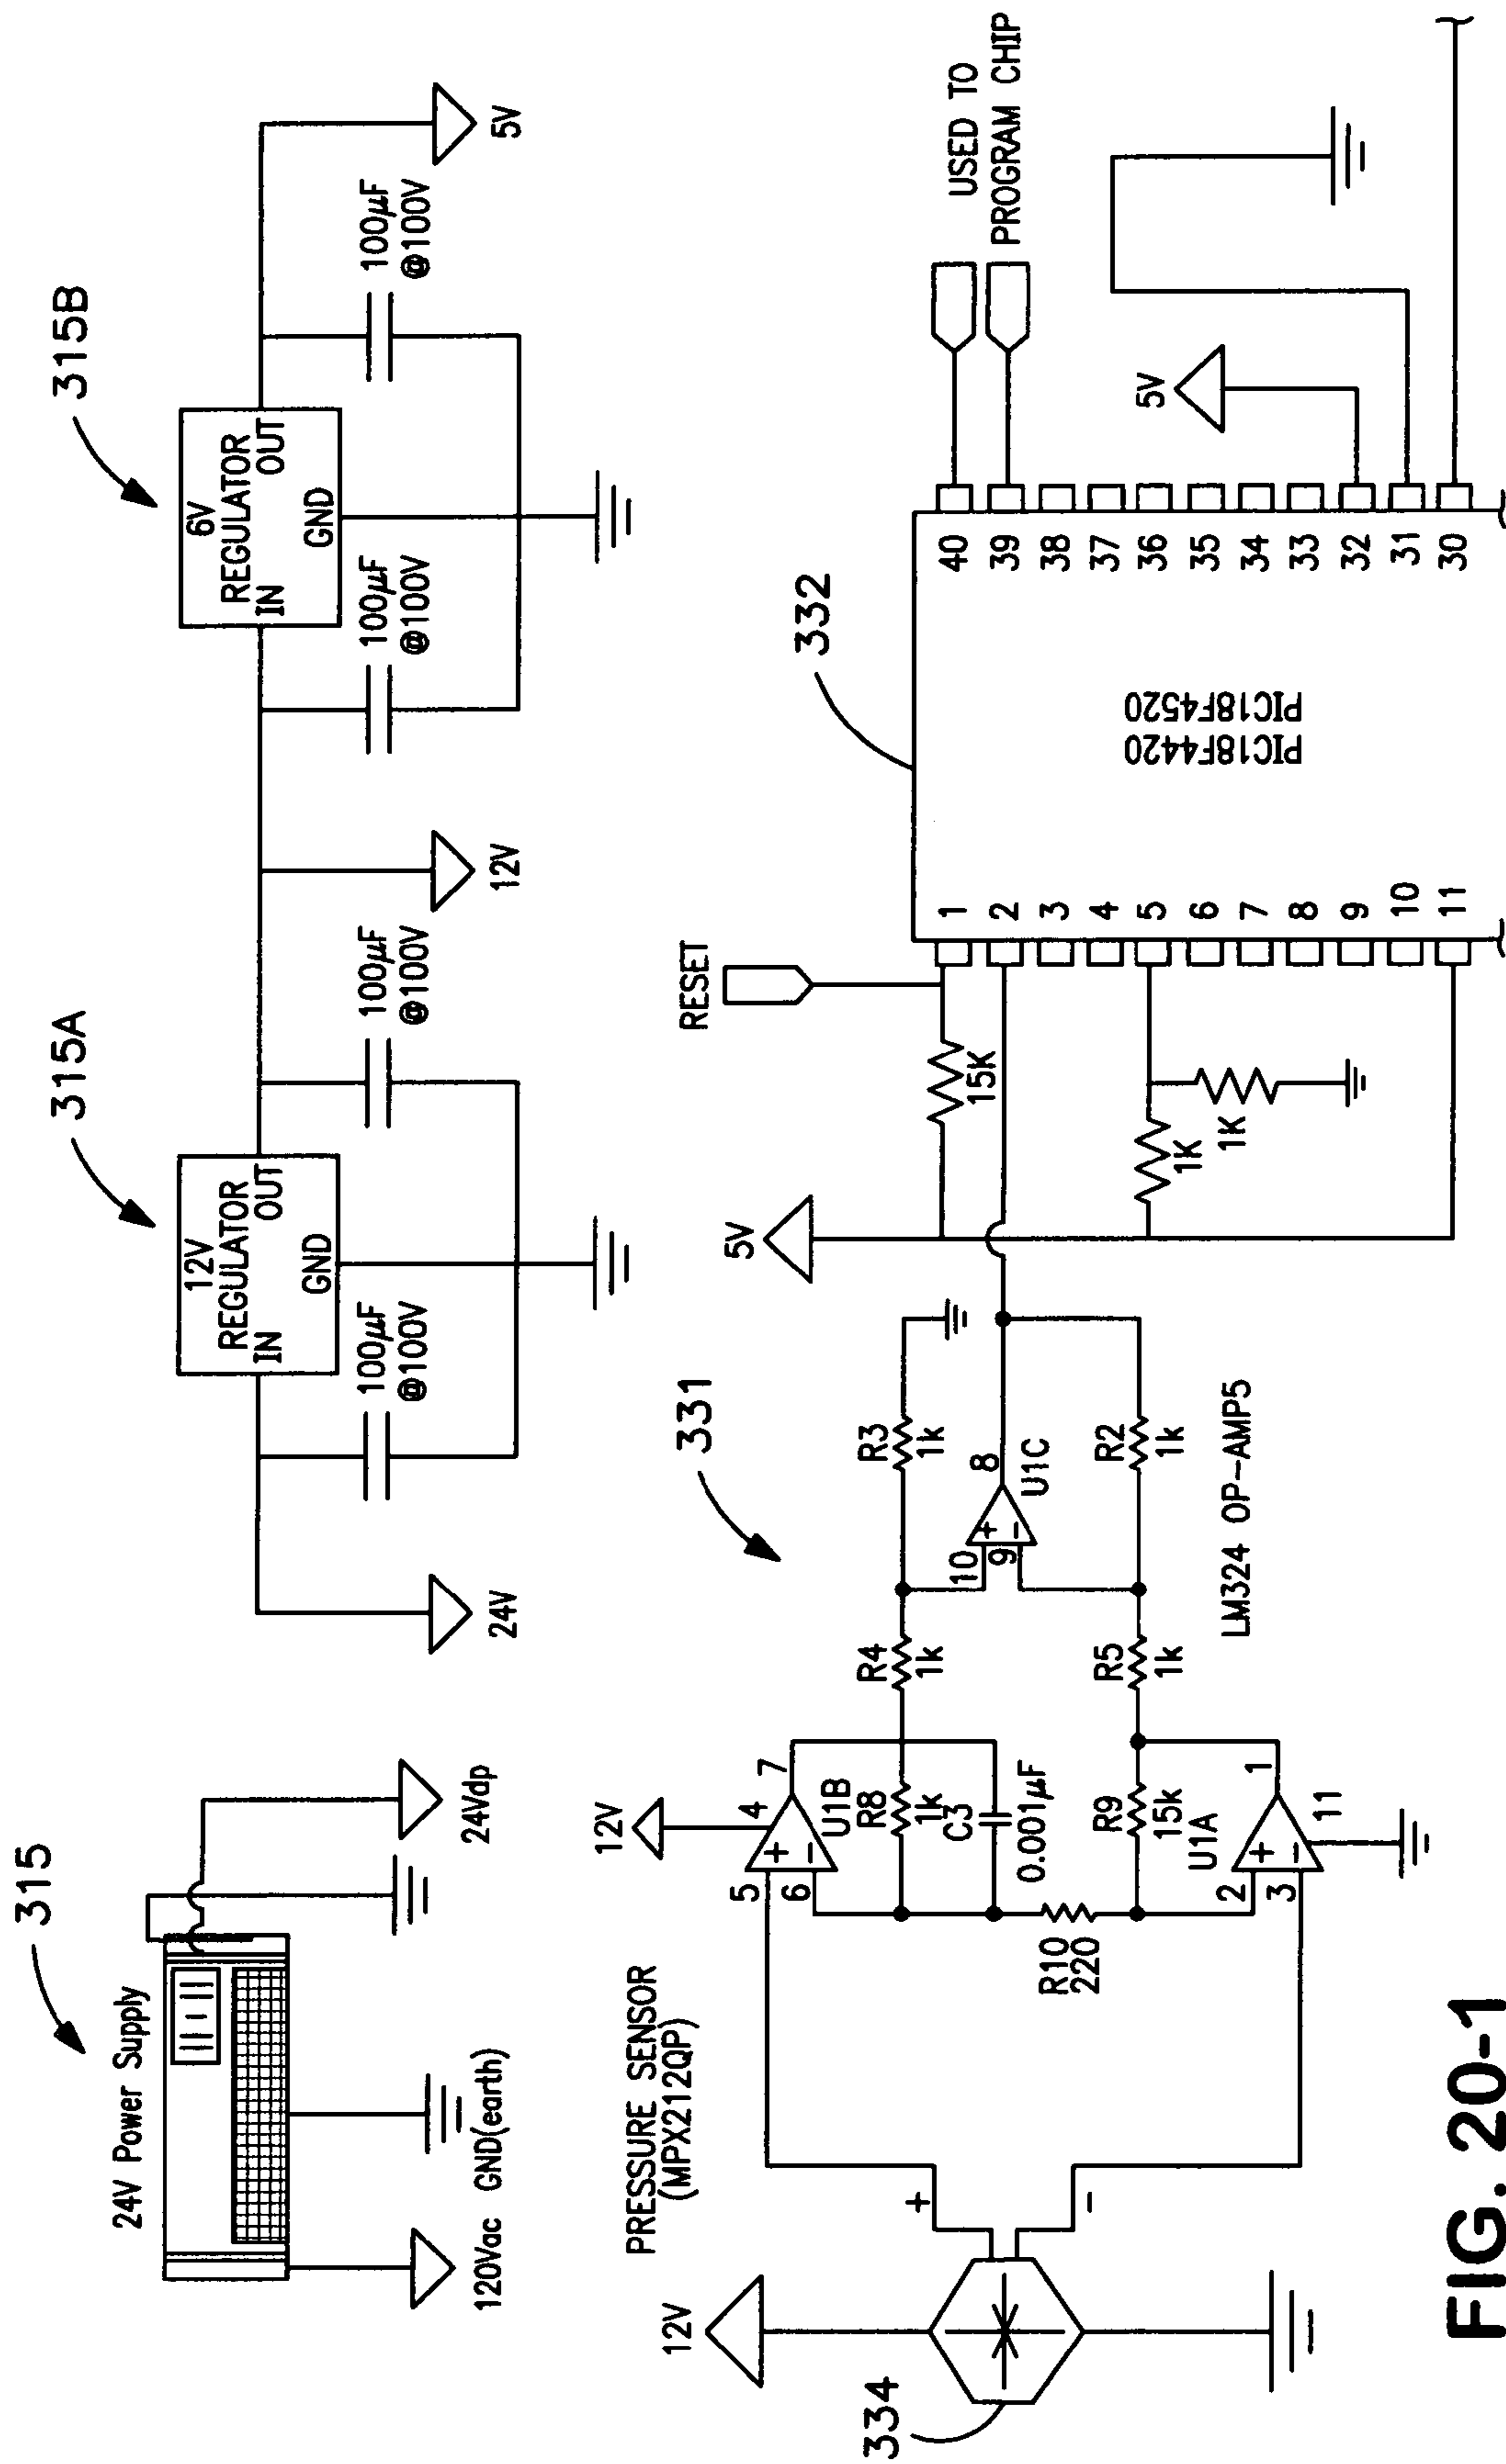 315
24V Power Supply
120Vac
GND(earth)
24Vdp
315A
12V
REGULATOR
IN
OUT
GND
24V
100µF
@100V
100µF
@100V
12V
315B
6V
REGULATOR
IN
OUT
GND
100µF
@100V
100µF
@100V
5V
PRESSURE SENSOR
(MPX212QP)
12V
334
+
−
331
12V
5
6
+
−
4
7
U1B
R8
1k
C3
0.001µF
R10
220
R9
15k
U1A
2
3
+
−
1
11
R4
1k
R5
1k
R3
1k
10
9
+
−
8
U1C
R2
1k
LM324 OP-AMP5
5V
RESET
15K
1K
1K
332
1
2
3
4
5
6
7
8
9
10
11
PIC18F4420
PIC18F4520
40
39
38
37
36
35
34
33
32
31
30
USED TO
PROGRAM CHIP
5V
FIG. 20-1